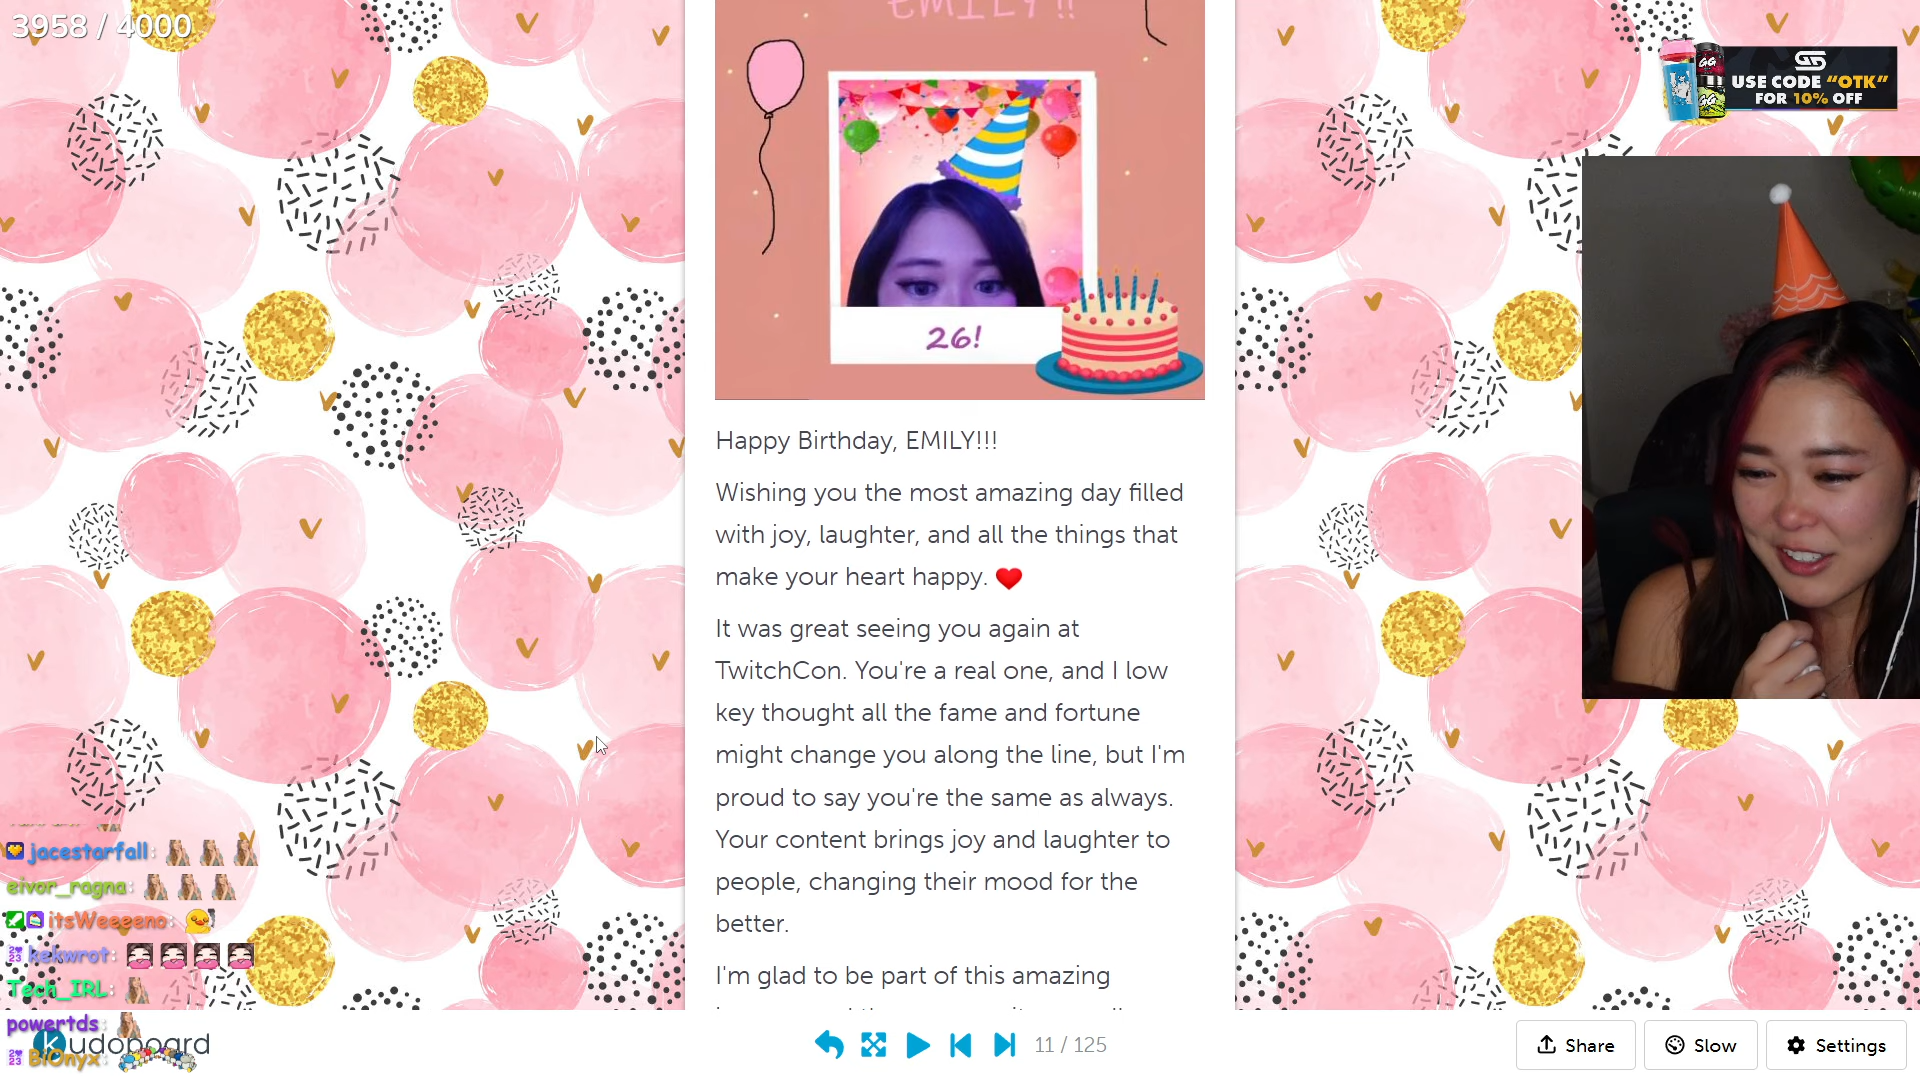 3958 / 4000
EMILY!!
GG
GG
USE CODE “OTK”
FOR 10% OFF
26!
Happy Birthday, EMILY!!!
Wishing you the most amazing day filled
with joy, laughter, and all the things that
make your heart happy. ❤️
It was great seeing you again at
TwitchCon. You're a real one, and I low
key thought all the fame and fortune
might change you along the line, but I'm
proud to say you're the same as always.
Your content brings joy and laughter to
people, changing their mood for the
better.
I'm glad to be part of this amazing
jacestarfall:
eivor_ragna:
itsWeeeeno:
kekwrot:
Tech_IRL:
powertds:
BiOnyx:
kudoboard
11 / 125
Share
Slow
Settings